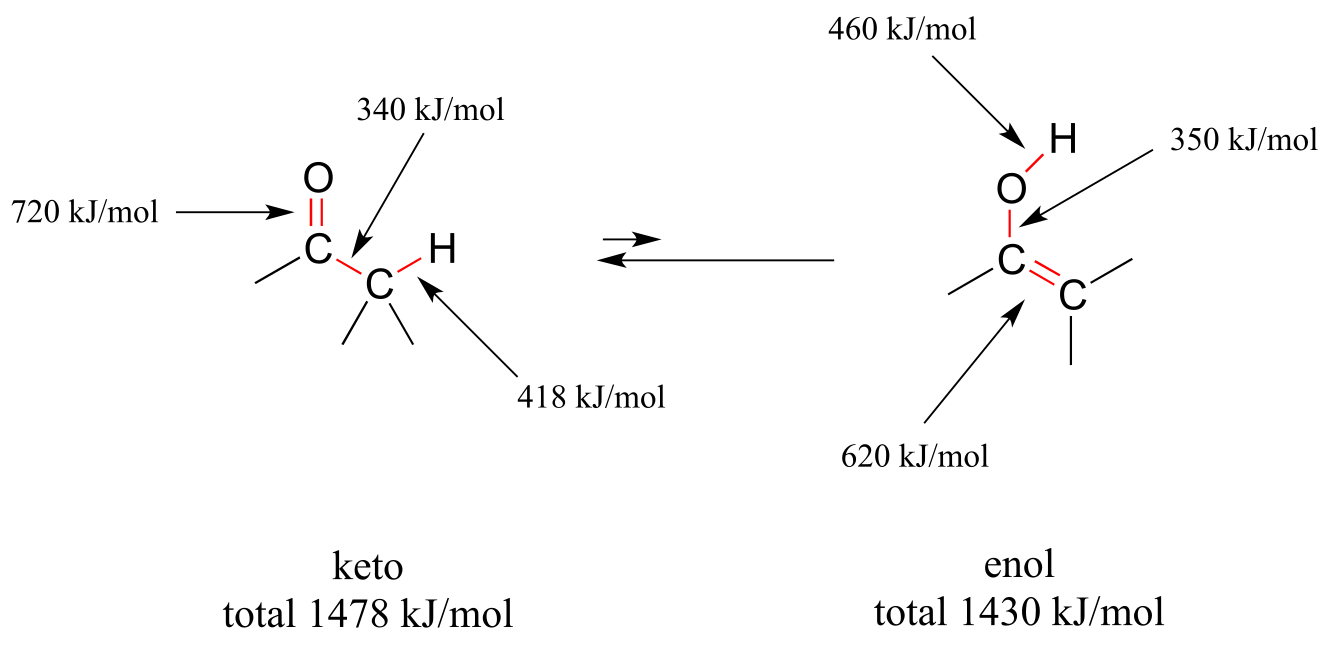 460 kJ/mol
340 kJ/mol
H
350 kJ/mol
O
O
720 kJ/mol
C
H
C
C
C
418 kJ/mol
620 kJ/mol
keto
total 1478 kJ/mol
enol
total 1430 kJ/mol